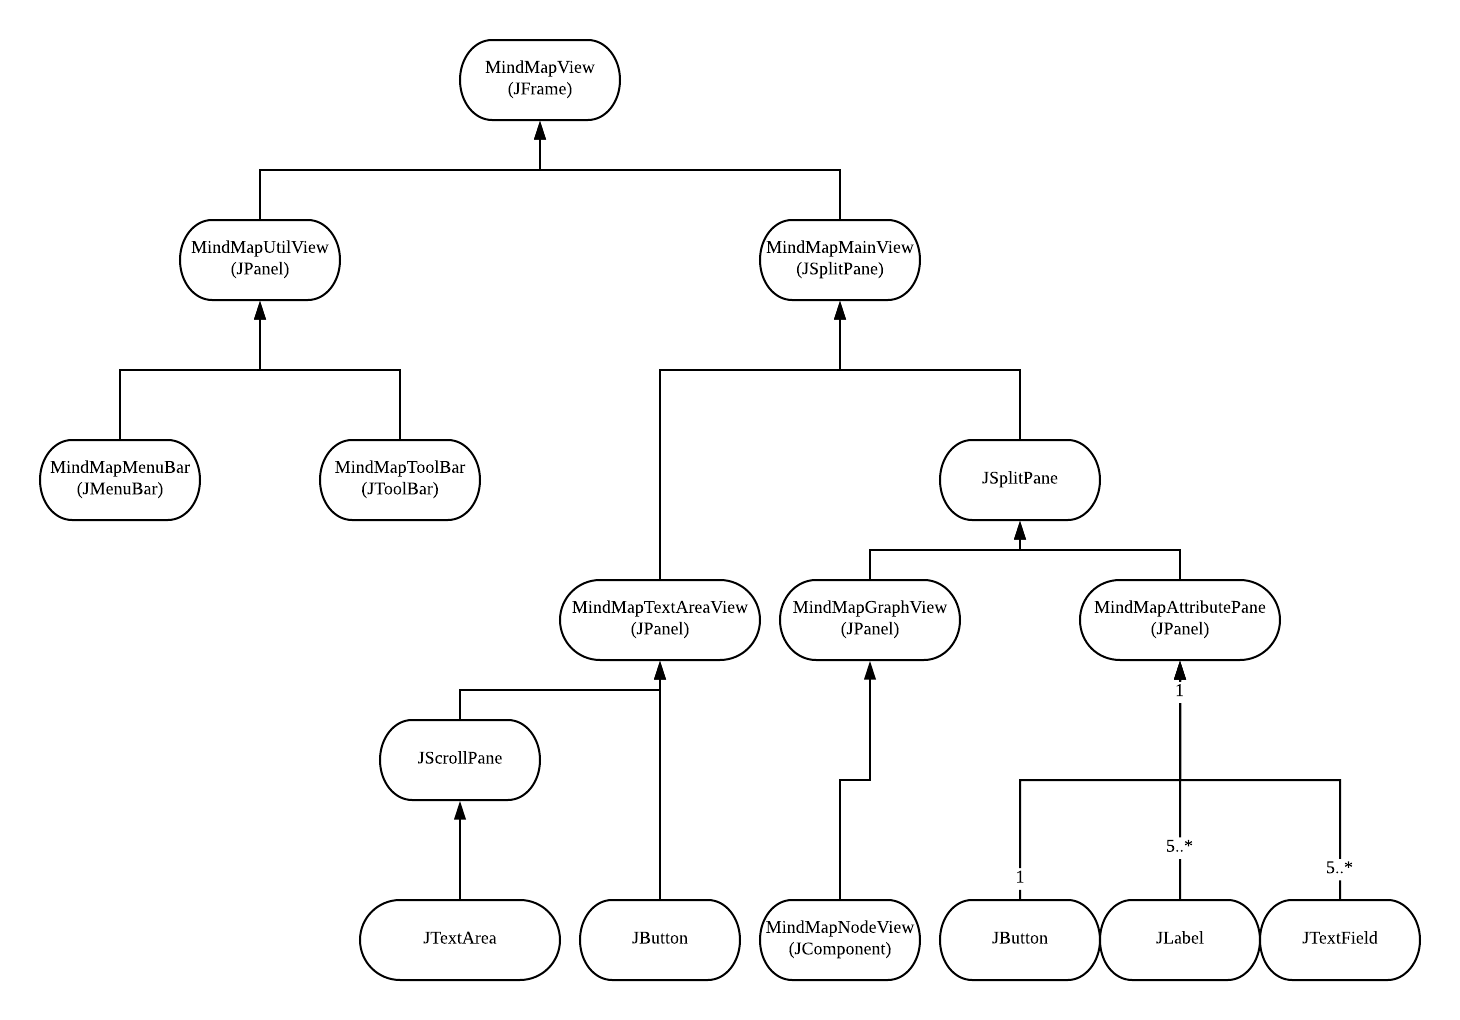 MindMapView
(JFrame)
MindMapUtilView
(JPanel)
MindMapMainView
(JSplitPane)
MindMapMenuBar
(JMenuBar)
MindMapToolBar
(JToolBar)
JSplitPane
MindMapTextAreaView
(JPanel)
MindMapGraphView
(JPanel)
MindMapAttributePane
(JPanel)
1
JScrollPane
5..*
5..*
1
JTextArea
JButton
MindMapNodeView
(JComponent)
JButton
JLabel
JTextField